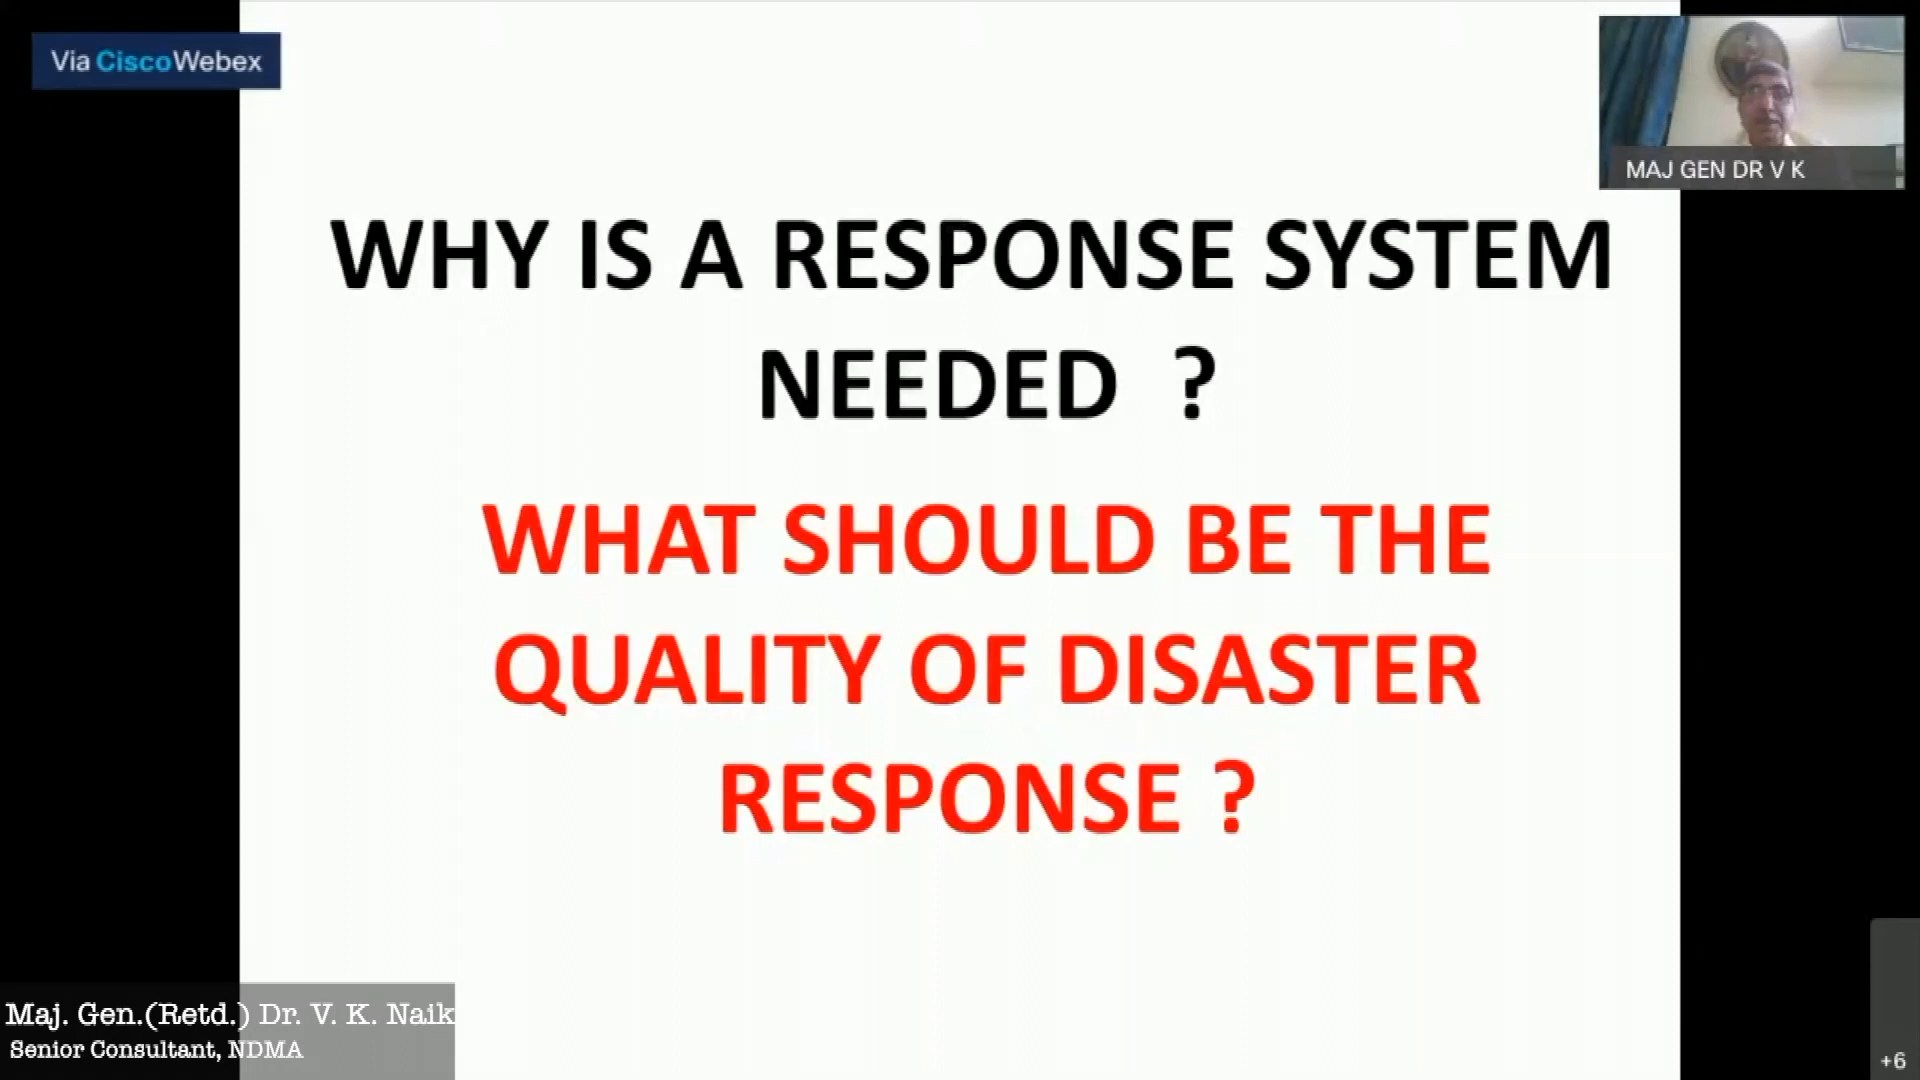 Via CiscoWebex
MAJ GEN DR V K
WHY IS A RESPONSE SYSTEM
NEEDED ?
WHAT SHOULD BE THE
QUALITY OF DISASTER
RESPONSE ?
Maj. Gen.(Retd.) Dr. V. K. Naik
Senior Consultant, NDMA
+6